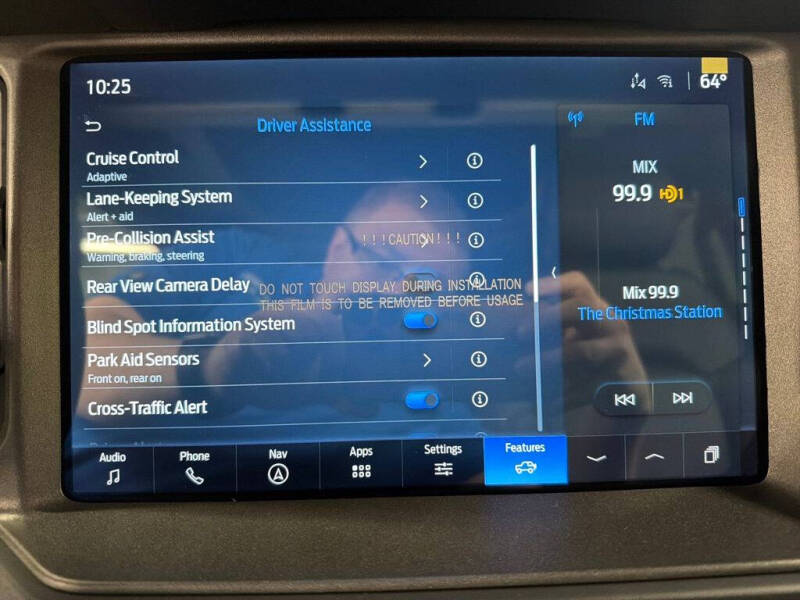 10:25
64°
Driver Assistance
Cruise Control
Adaptive
Lane-Keeping System
Alert + aid
Pre-Collision Assist
Warning, braking, steering
Rear View Camera Delay
Blind Spot Information System
Park Aid Sensors
Front on, rear on
Cross-Traffic Alert
! ! ! CAUTION ! ! !
DO NOT TOUCH DISPLAY DURING INSTALLATION
THIS FILM IS TO BE REMOVED BEFORE USAGE
FM
MIX
99.9 HD1
Mix 99.9
The Christmas Station
Audio
Phone
Nav
Apps
Settings
Features